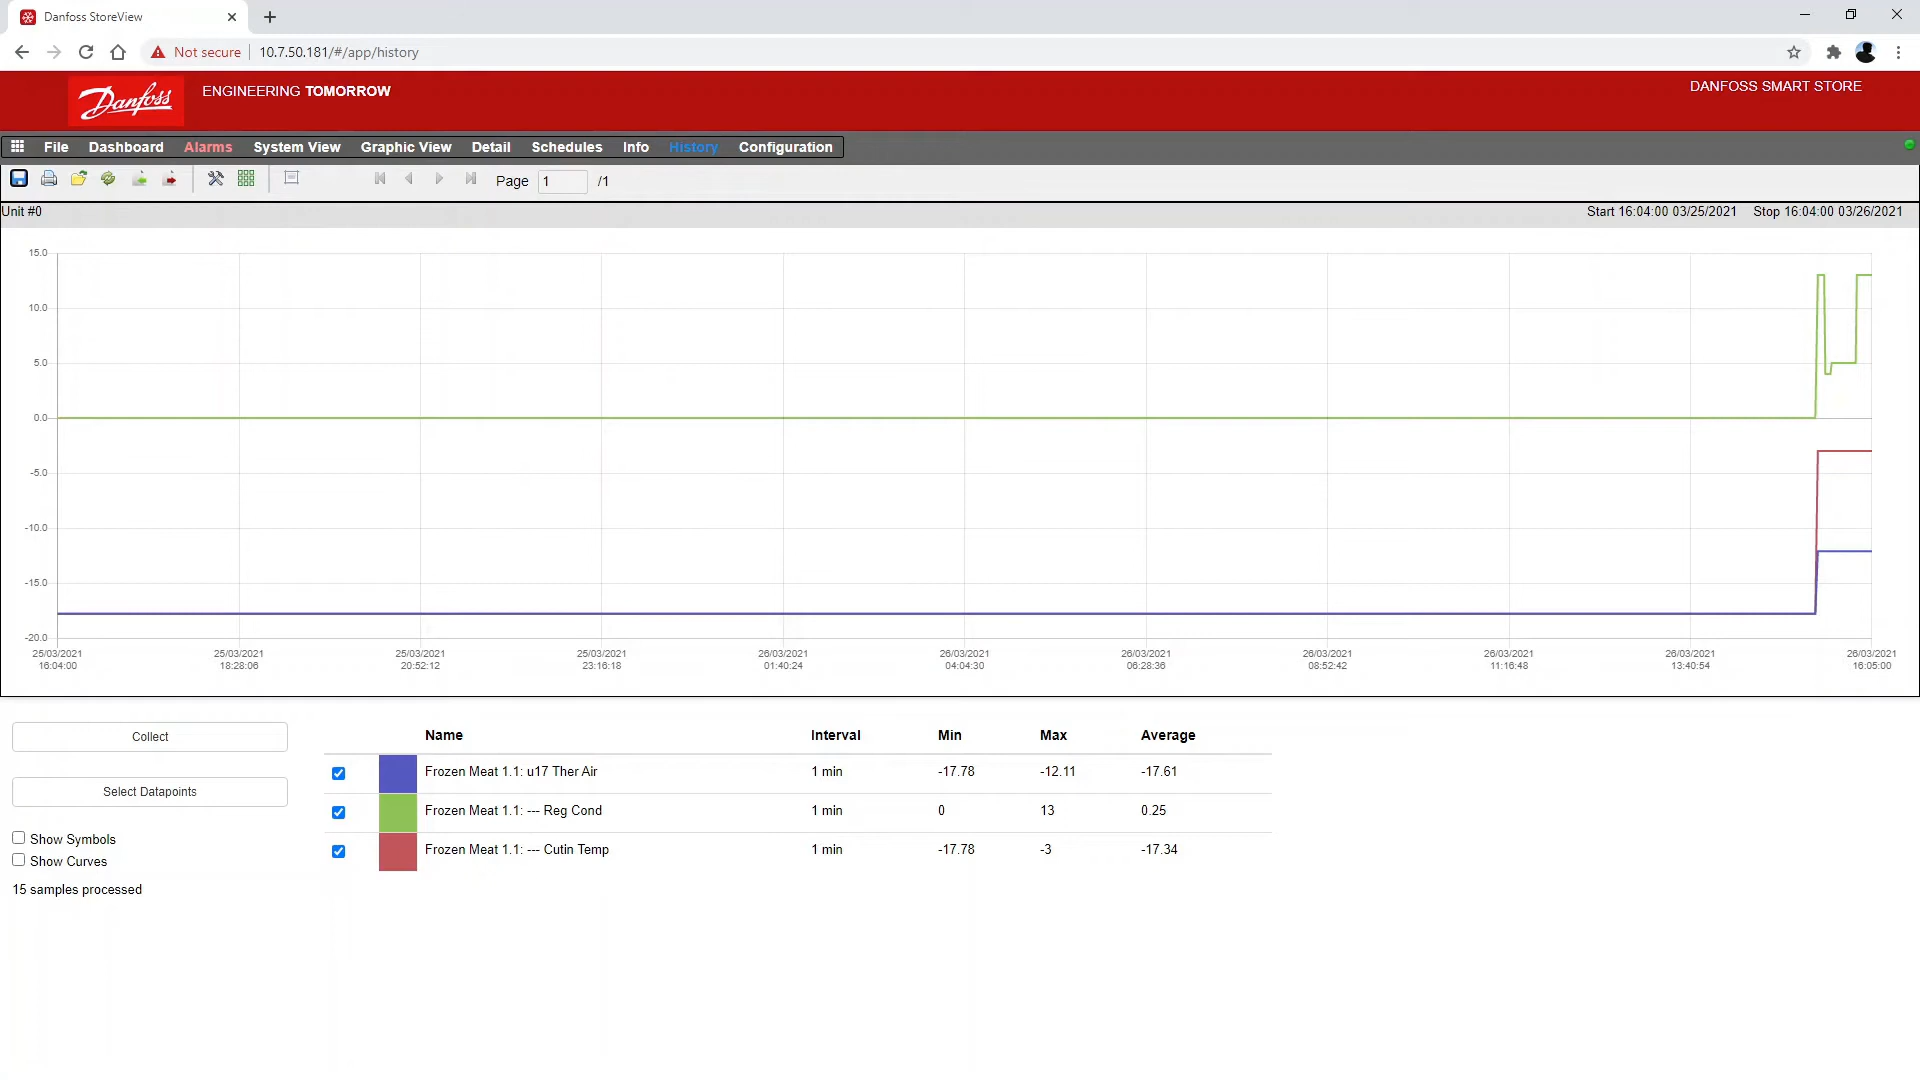 Danfoss StoreView
Not secure 10.7.50.181/#/app/history
Danfoss ENGINEERING TOMORROW DANFOSS SMART STORE
File Dashboard Alarms System View Graphic View Detail Schedules Info History Configuration
Page 1 /1
Unit #0 Start 16:04:00 03/25/2021 Stop 16:04:00 03/26/2021
15.0
10.0
5.0
0.0
-5.0
-10.0
-15.0
-20.0
25/03/2021 25/03/2021 25/03/2021 25/03/2021 26/03/2021 26/03/2021 26/03/2021 26/03/2021 26/03/2021 26/03/2021 26/03/2021
16:04:00 18:28:06 20:52:12 23:16:18 01:40:24 04:04:30 06:28:36 08:52:42 11:16:48 13:40:54 16:05:00
Collect
Select Datapoints
Show Symbols
Show Curves
15 samples processed
Name Interval Min Max Average
Frozen Meat 1.1: u17 Ther Air 1 min -17.78 -12.11 -17.61
Frozen Meat 1.1: --- Reg Cond 1 min 0 13 0.25
Frozen Meat 1.1: --- Cutin Temp 1 min -17.78 -3 -17.34